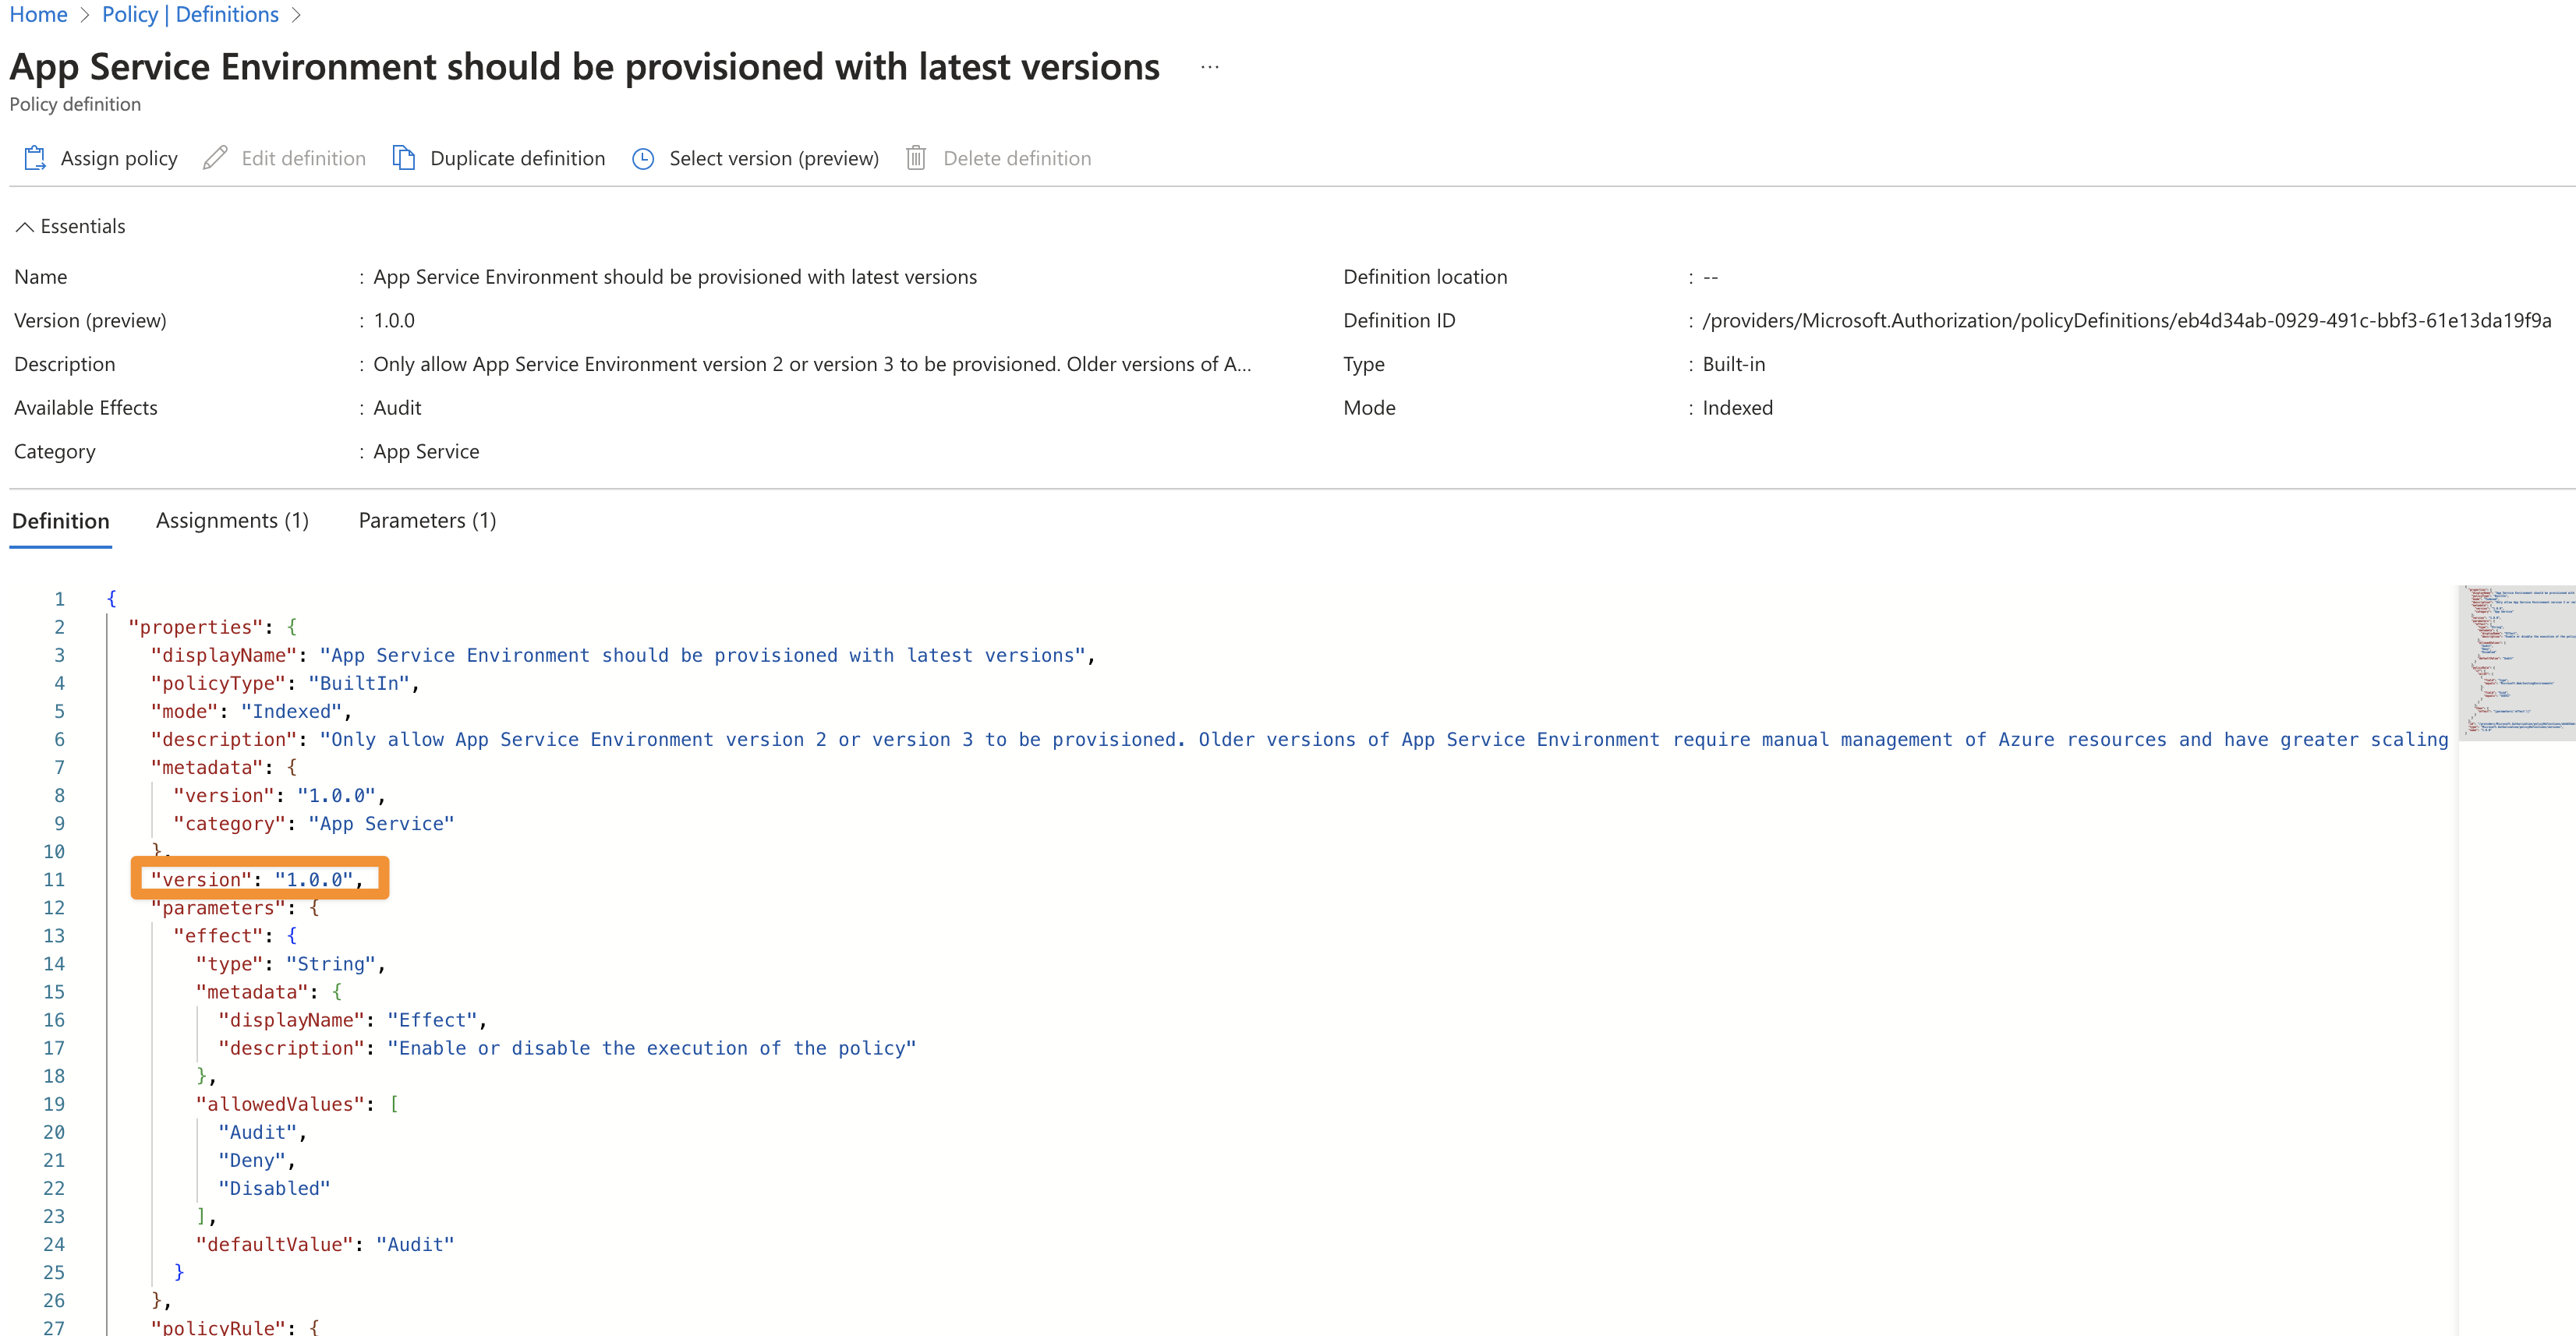 Home > Policy | Definitions >
App Service Environment should be provisioned with latest versions ...
Policy definition
Assign policy Edit definition Duplicate definition Select version (preview) Delete definition
Essentials
Name : App Service Environment should be provisioned with latest versions
Definition location : --
Version (preview) : 1.0.0
Definition ID : /providers/Microsoft.Authorization/policyDefinitions/eb4d34ab-0929-491c-bbf3-61e13da19f9a
Description : Only allow App Service Environment version 2 or version 3 to be provisioned. Older versions of A...
Type : Built-in
Available Effects : Audit
Mode : Indexed
Category : App Service
Definition Assignments (1) Parameters (1)
1 {
2 "properties": {
3 "displayName": "App Service Environment should be provisioned with latest versions",
4 "policyType": "BuiltIn",
5 "mode": "Indexed",
6 "description": "Only allow App Service Environment version 2 or version 3 to be provisioned. Older versions of App Service Environment require manual management of Azure resources and have greater scaling
7 "metadata": {
8 "version": "1.0.0",
9 "category": "App Service"
10 },
11 "version": "1.0.0",
12 "parameters": {
13 "effect": {
14 "type": "String",
15 "metadata": {
16 "displayName": "Effect",
17 "description": "Enable or disable the execution of the policy"
18 },
19 "allowedValues": [
20 "Audit",
21 "Deny",
22 "Disabled"
23 ],
24 "defaultValue": "Audit"
25 }
26 },
27 "policyRule": {